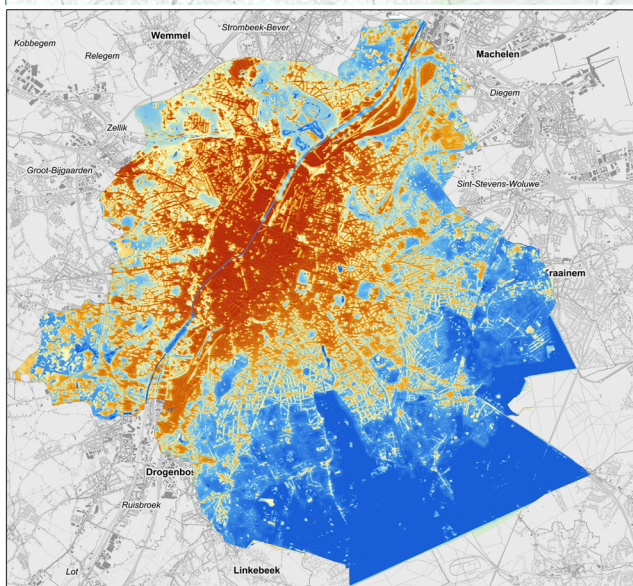 Strombeek-Bever
Wemmel
Kobbegem
Relegem
Machelen
Diegem
Zellik
Groot-Bijgaarden
Sint-Stevens-Woluwe
Kraainem
Drogenbos
Ruisbroek
Lot
Linkebeek